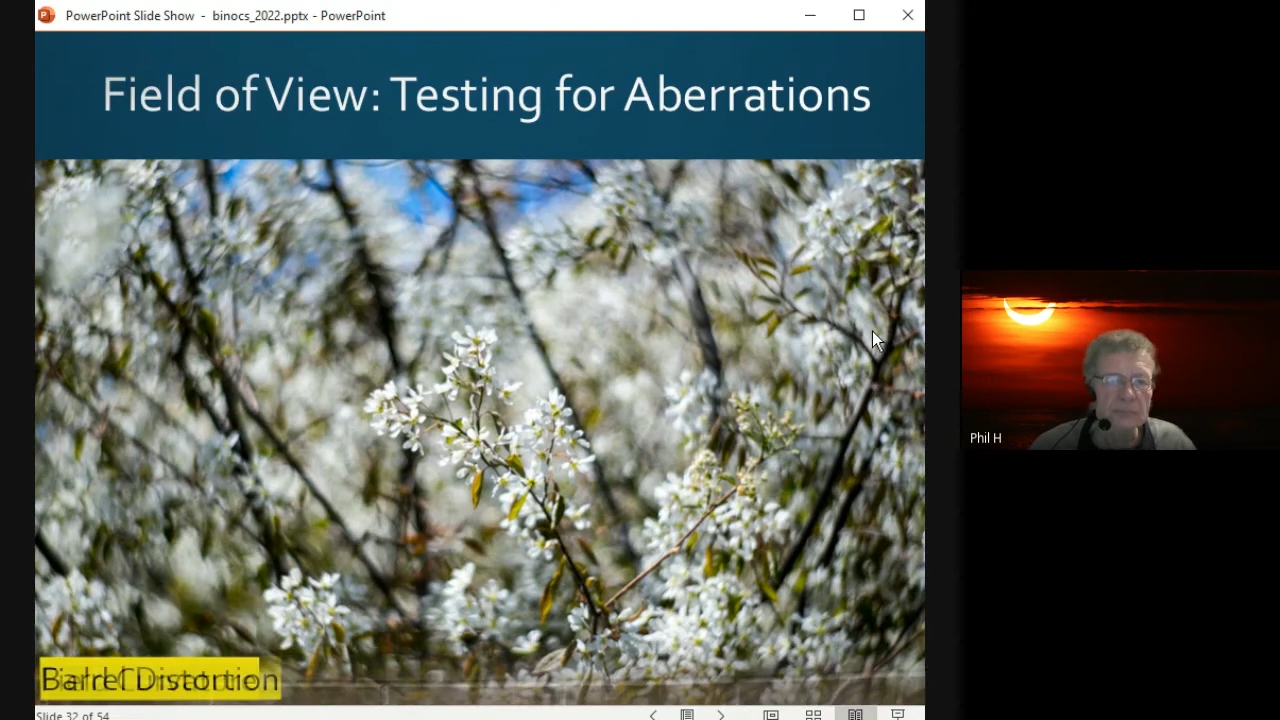 PowerPoint Slide Show - binocs_2022.pptx - PowerPoint
Field of View: Testing for Aberrations
Phil H
Barrel Distortion
Slide 32 of 54